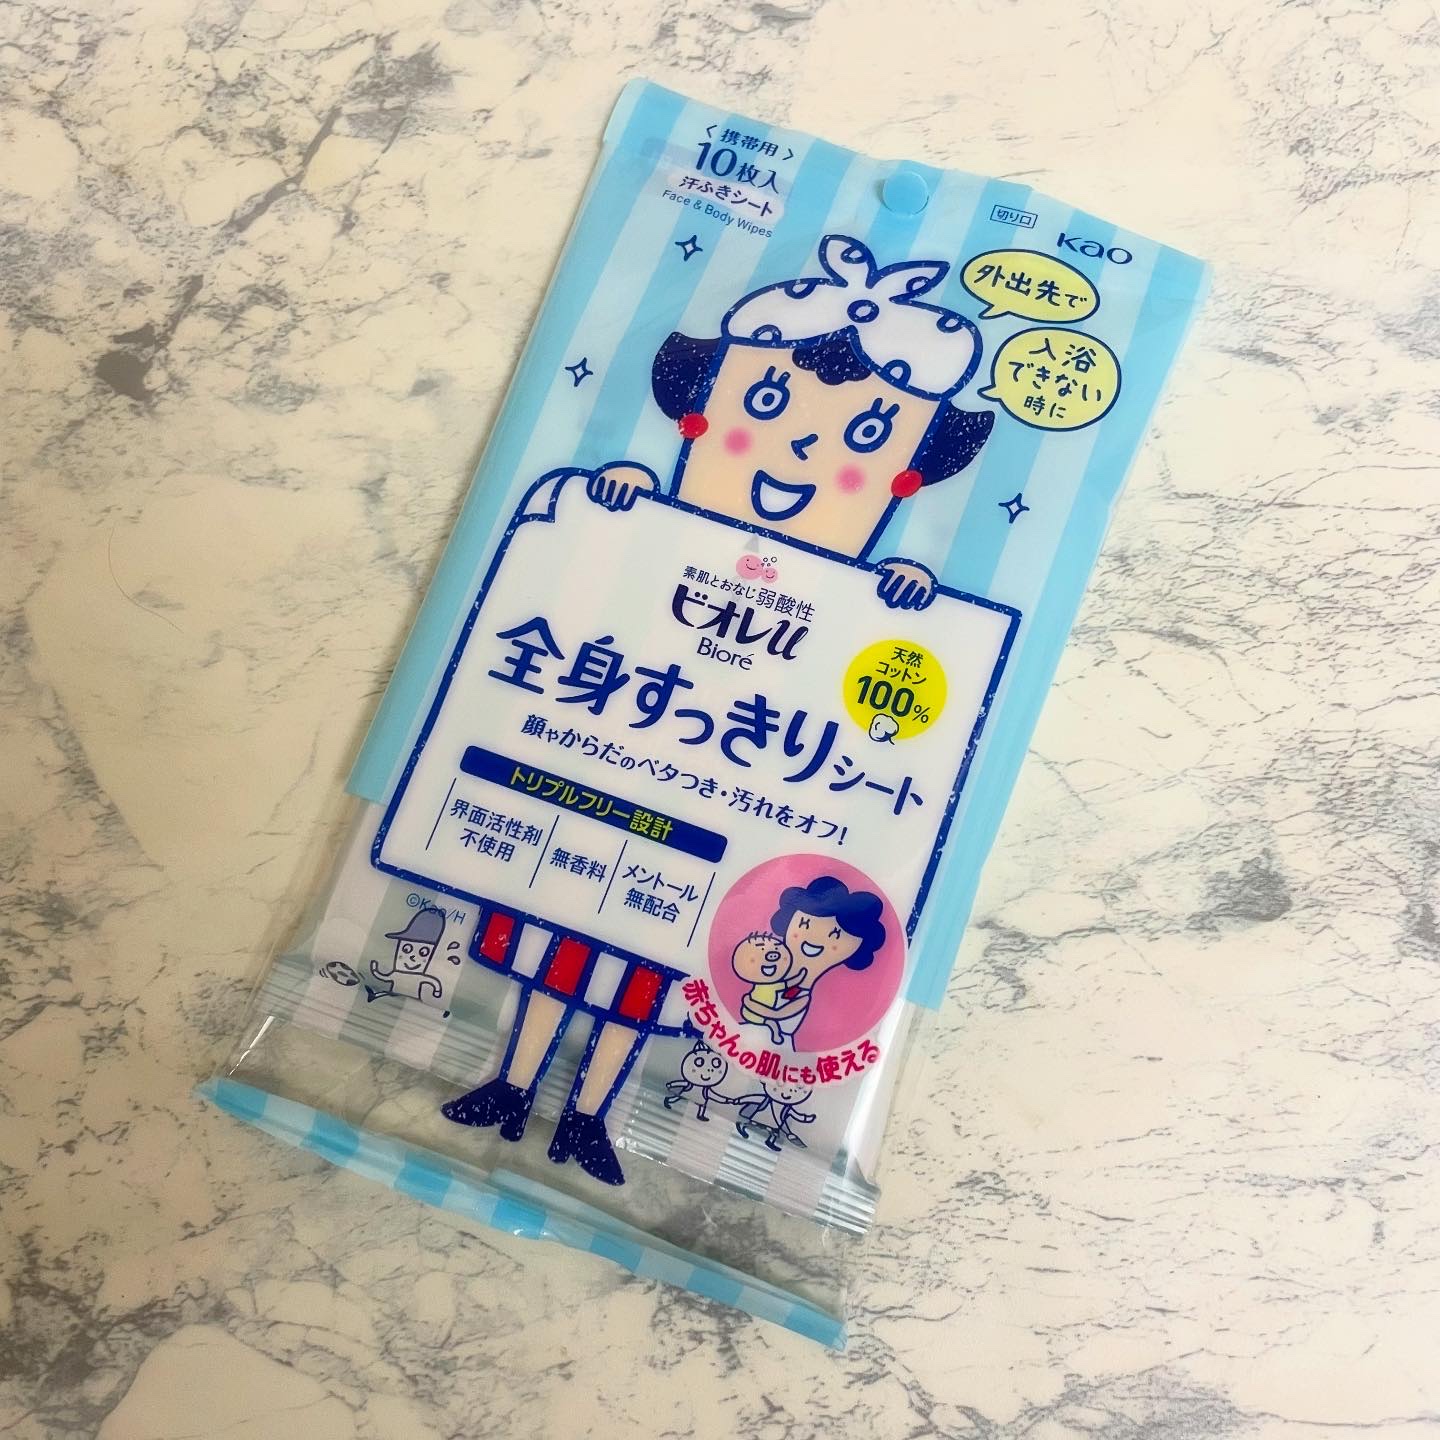 〈 携帯用 〉
10枚入
汗ふきシート
Face & Body Wipes
切り口
Kao
外出先で
入浴
できない
時に
素肌とおなじ弱酸性
ビオレu
Bioré
天然
コットン
100%
全身すっきりシート
顔やからだのベタつき・汚れをオフ!
トリプルフリー設計
界面活性剤
不使用
無香料
メントール
無配合
©Kao/H
赤ちゃんの肌にも使える